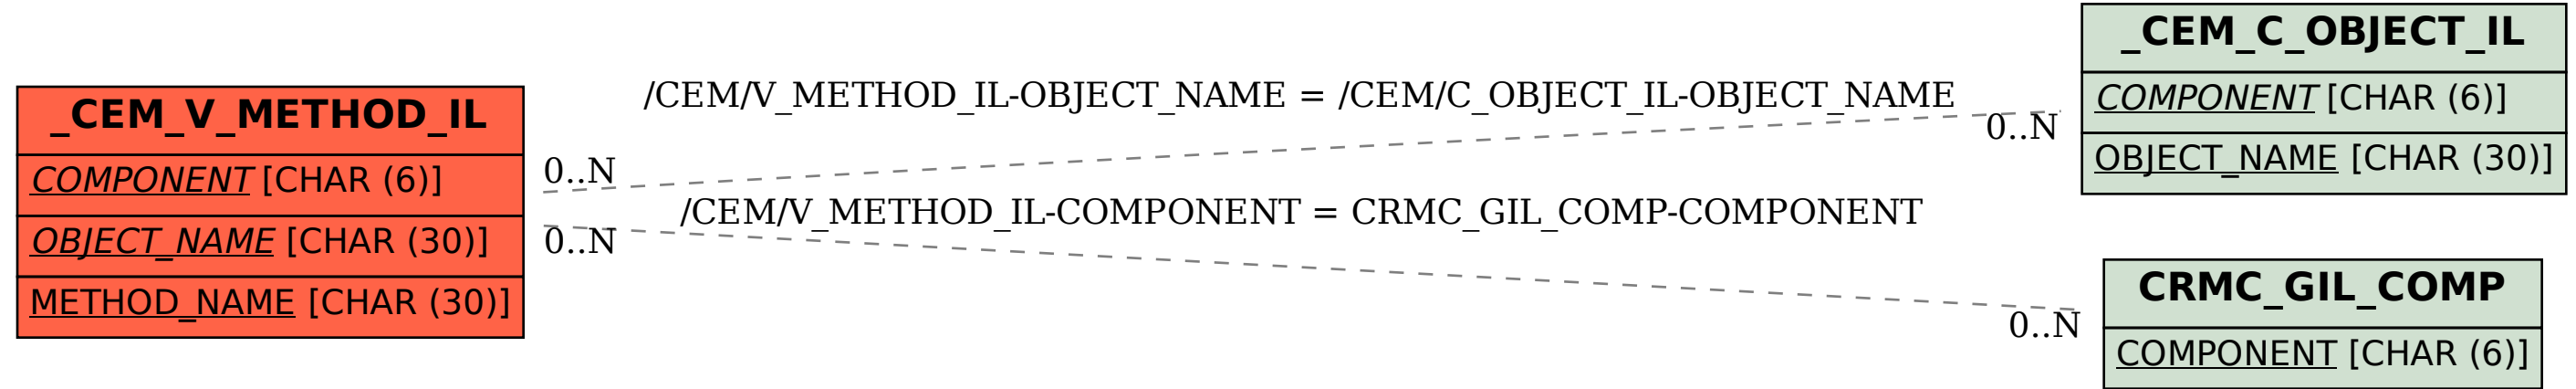 _CEM_V_METHOD_IL
COMPONENT [CHAR (6)]
OBJECT_NAME [CHAR (30)]
METHOD_NAME [CHAR (30)]
/CEM/V_METHOD_IL-OBJECT_NAME = /CEM/C_OBJECT_IL-OBJECT_NAME
0..N
0..N
/CEM/V_METHOD_IL-COMPONENT = CRMC_GIL_COMP-COMPONENT
0..N
0..N
_CEM_C_OBJECT_IL
COMPONENT [CHAR (6)]
OBJECT_NAME [CHAR (30)]
CRMC_GIL_COMP
COMPONENT [CHAR (6)]